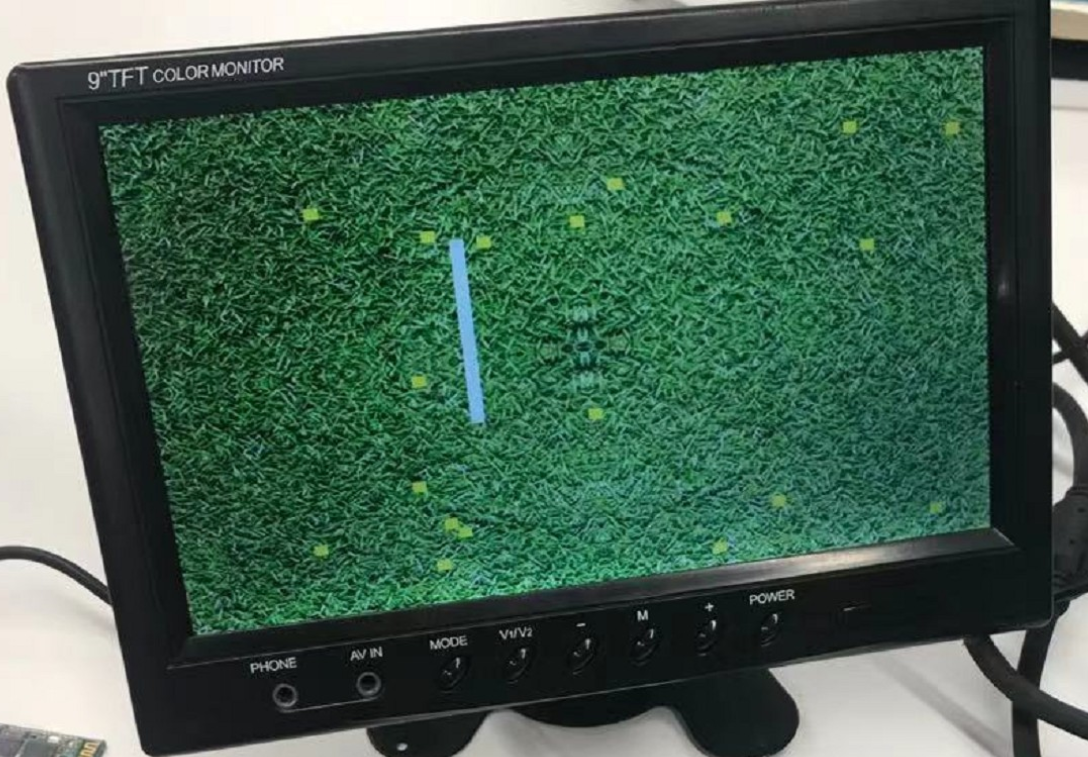 9"TFT COLOR MONITOR
PHONE
AV IN
MODE
V1/V2
−
M
+
POWER